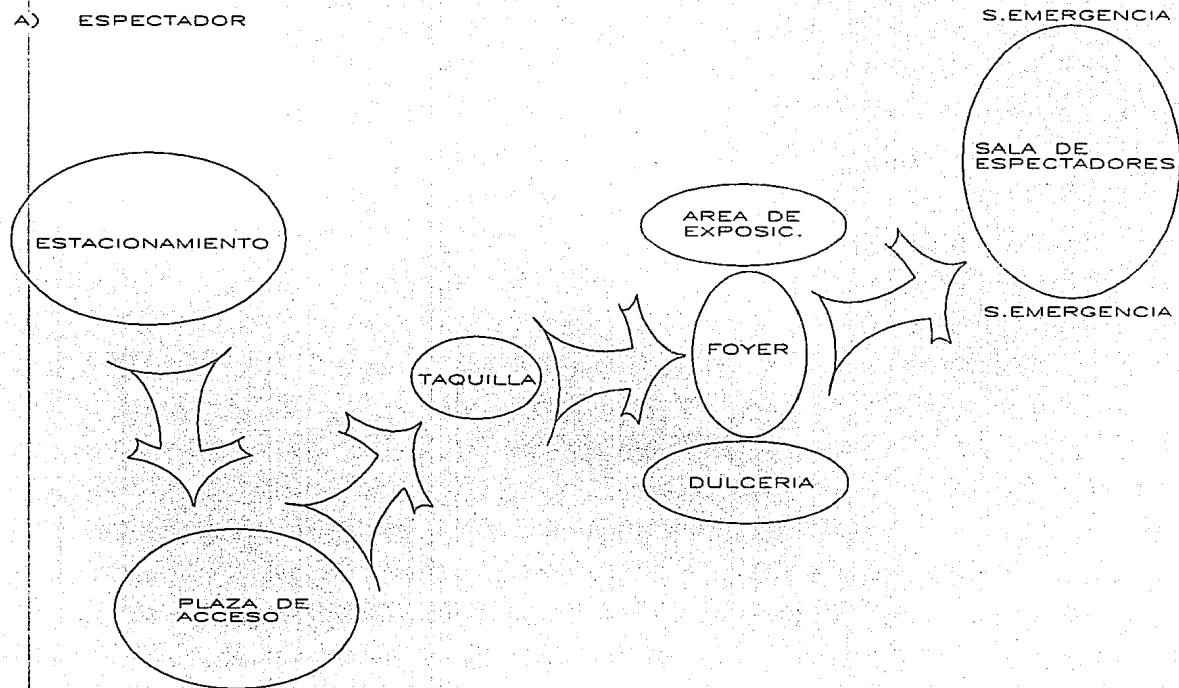 A) ESPECTADOR
S.EMERGENCIA
SALA DE
ESPECTADORES
S.EMERGENCIA
ESTACIONAMIENTO
AREA DE
EXPOSIC.
FOYER
TAQUILLA
DULCERIA
PLAZA DE
ACCESO